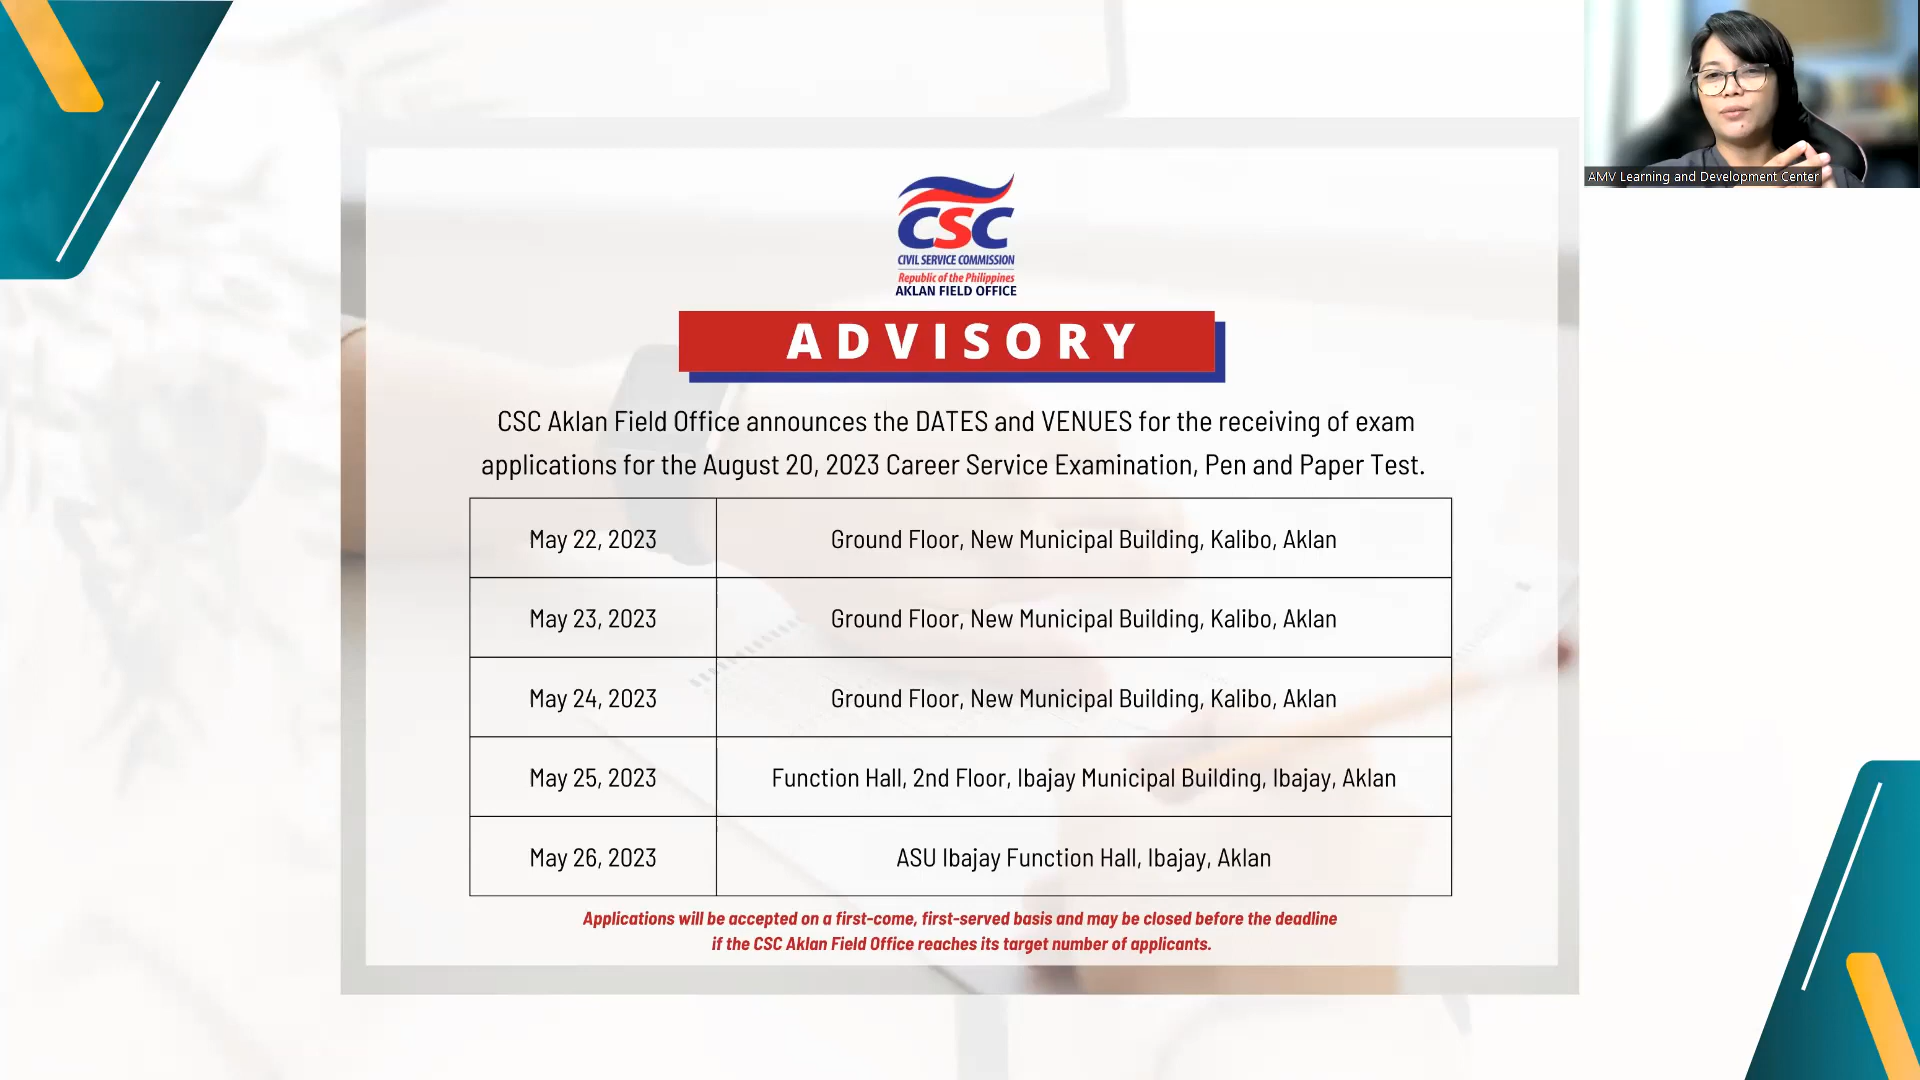 AMV Learning and Development Center
CSC
CIVIL SERVICE COMMISSION
Republic of the Philippines
AKLAN FIELD OFFICE
ADVISORY
CSC Aklan Field Office announces the DATES and VENUES for the receiving of exam
applications for the August 20, 2023 Career Service Examination, Pen and Paper Test.
May 22, 2023 Ground Floor, New Municipal Building, Kalibo, Aklan
May 23, 2023 Ground Floor, New Municipal Building, Kalibo, Aklan
May 24, 2023 Ground Floor, New Municipal Building, Kalibo, Aklan
May 25, 2023 Function Hall, 2nd Floor, Ibajay Municipal Building, Ibajay, Aklan
May 26, 2023 ASU Ibajay Function Hall, Ibajay, Aklan
Applications will be accepted on a first-come, first-served basis and may be closed before the deadline
if the CSC Aklan Field Office reaches its target number of applicants.